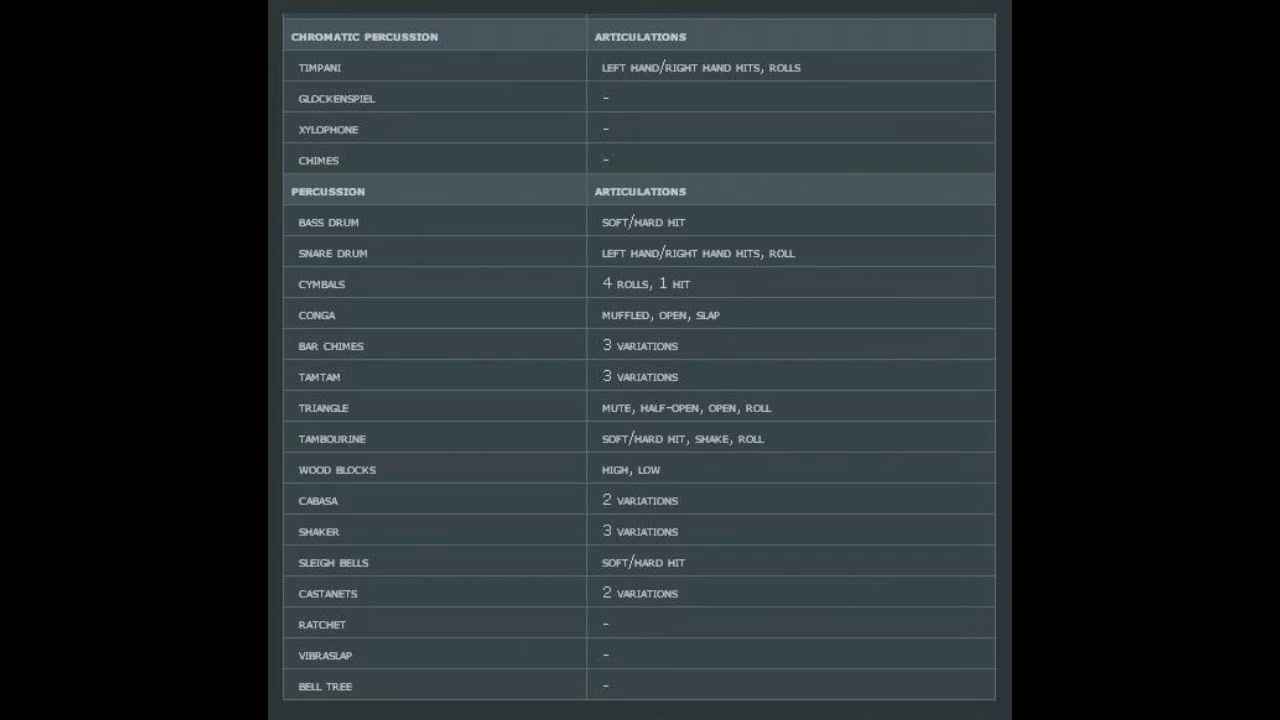 CHROMATIC PERCUSSION ARTICULATIONS
TIMPANI LEFT HAND/RIGHT HAND HITS, ROLLS
GLOCKENSPIEL -
XYLOPHONE -
CHIMES -
PERCUSSION ARTICULATIONS
BASS DRUM SOFT/HARD HIT
SNARE DRUM LEFT HAND/RIGHT HAND HITS, ROLL
CYMBALS 4 ROLLS, 1 HIT
CONGA MUFFLED, OPEN, SLAP
BAR CHIMES 3 VARIATIONS
TAMTAM 3 VARIATIONS
TRIANGLE MUTE, HALF-OPEN, OPEN, ROLL
TAMBOURINE SOFT/HARD HIT, SHAKE, ROLL
WOOD BLOCKS HIGH, LOW
CABASA 2 VARIATIONS
SHAKER 3 VARIATIONS
SLEIGH BELLS SOFT/HARD HIT
CASTANETS 2 VARIATIONS
RATCHET -
VIBRASLAP -
BELL TREE -